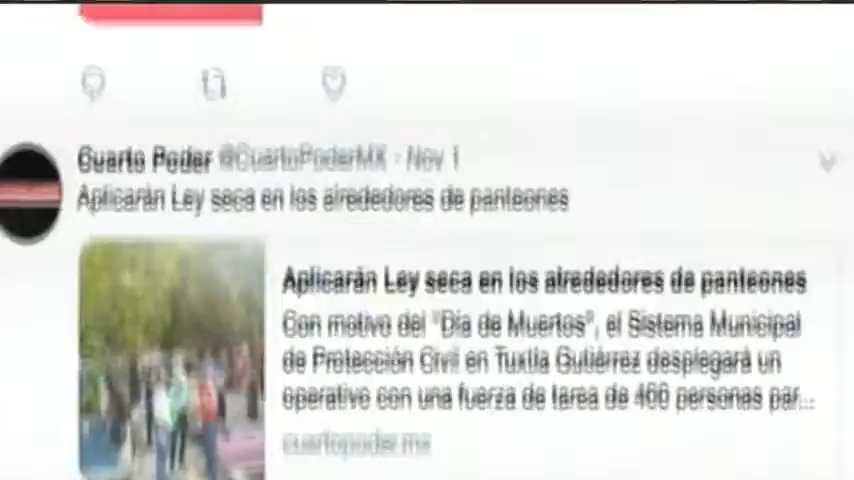 Cuarto Poder @CuartoPoderMX · Nov 1
Aplicarán Ley seca en los alrededores de panteones
Aplicarán Ley seca en los alrededores de panteones
Con motivo del "Día de Muertos", el Sistema Municipal
de Protección Civil en Tuxtla Gutiérrez desplegará un
operativo con una fuerza de tarea de 400 personas par...
cuartopoder.mx